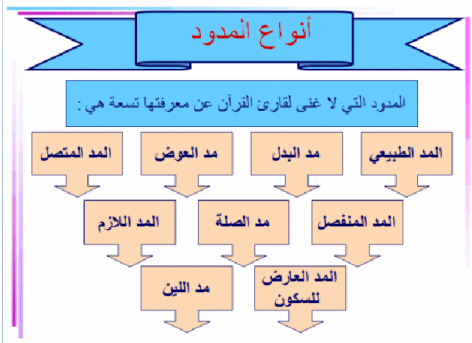 أنواع المدود
المدود التي لا غنى لقارئ القرآن عن معرفتها تسعة هي :
المد الطبيعي
مد البدل
مد العوض
المد المتصل
المد المنفصل
مد الصلة
المد اللازم
المد العارض
للسكون
مد اللين